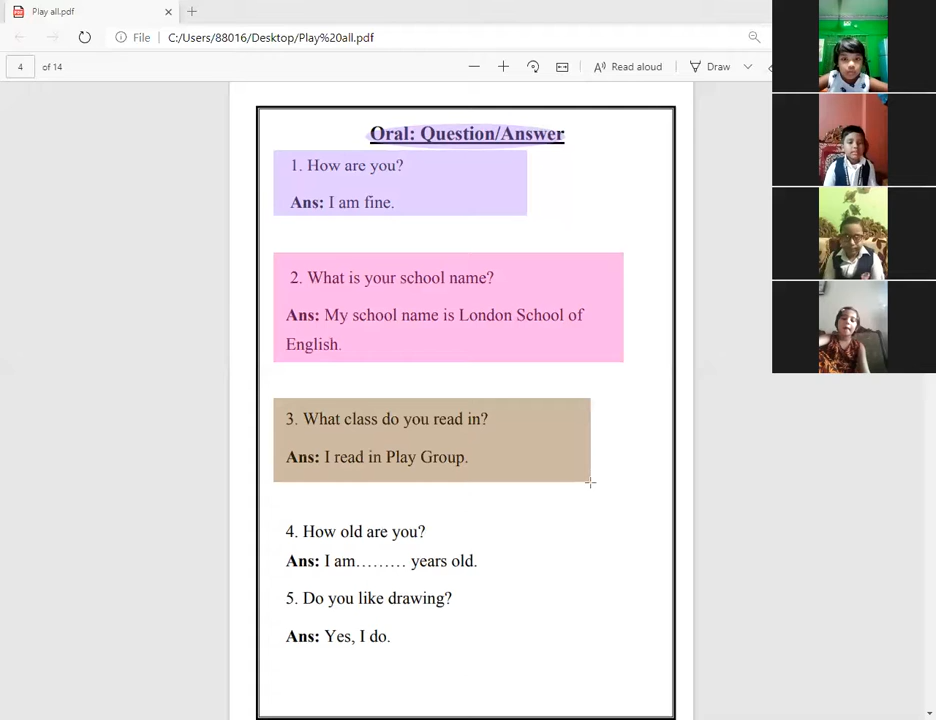 Play all.pdf
File
C:/Users/88016/Desktop/Play%20all.pdf
4 of 14
Read aloud
Draw
Oral: Question/Answer
1. How are you?
Ans: I am fine.
2. What is your school name?
Ans: My school name is London School of
English.
3. What class do you read in?
Ans: I read in Play Group.
4. How old are you?
Ans: I am……… years old.
5. Do you like drawing?
Ans: Yes, I do.